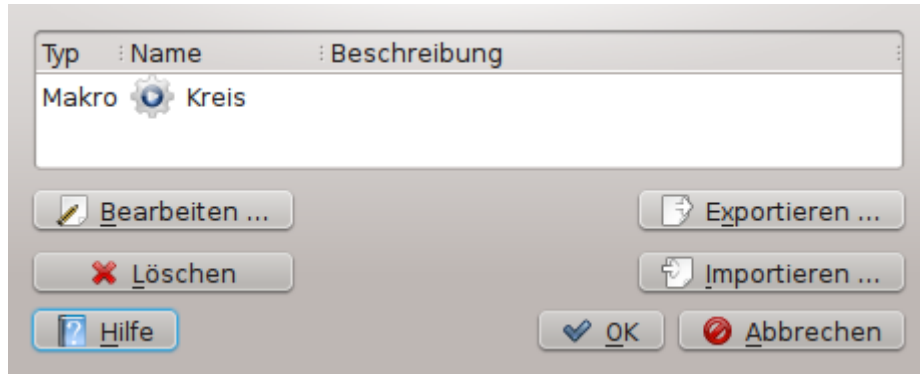 Typ Name Beschreibung
Makro Kreis
Bearbeiten ... Exportieren ...
Löschen Importieren ...
Hilfe OK Abbrechen